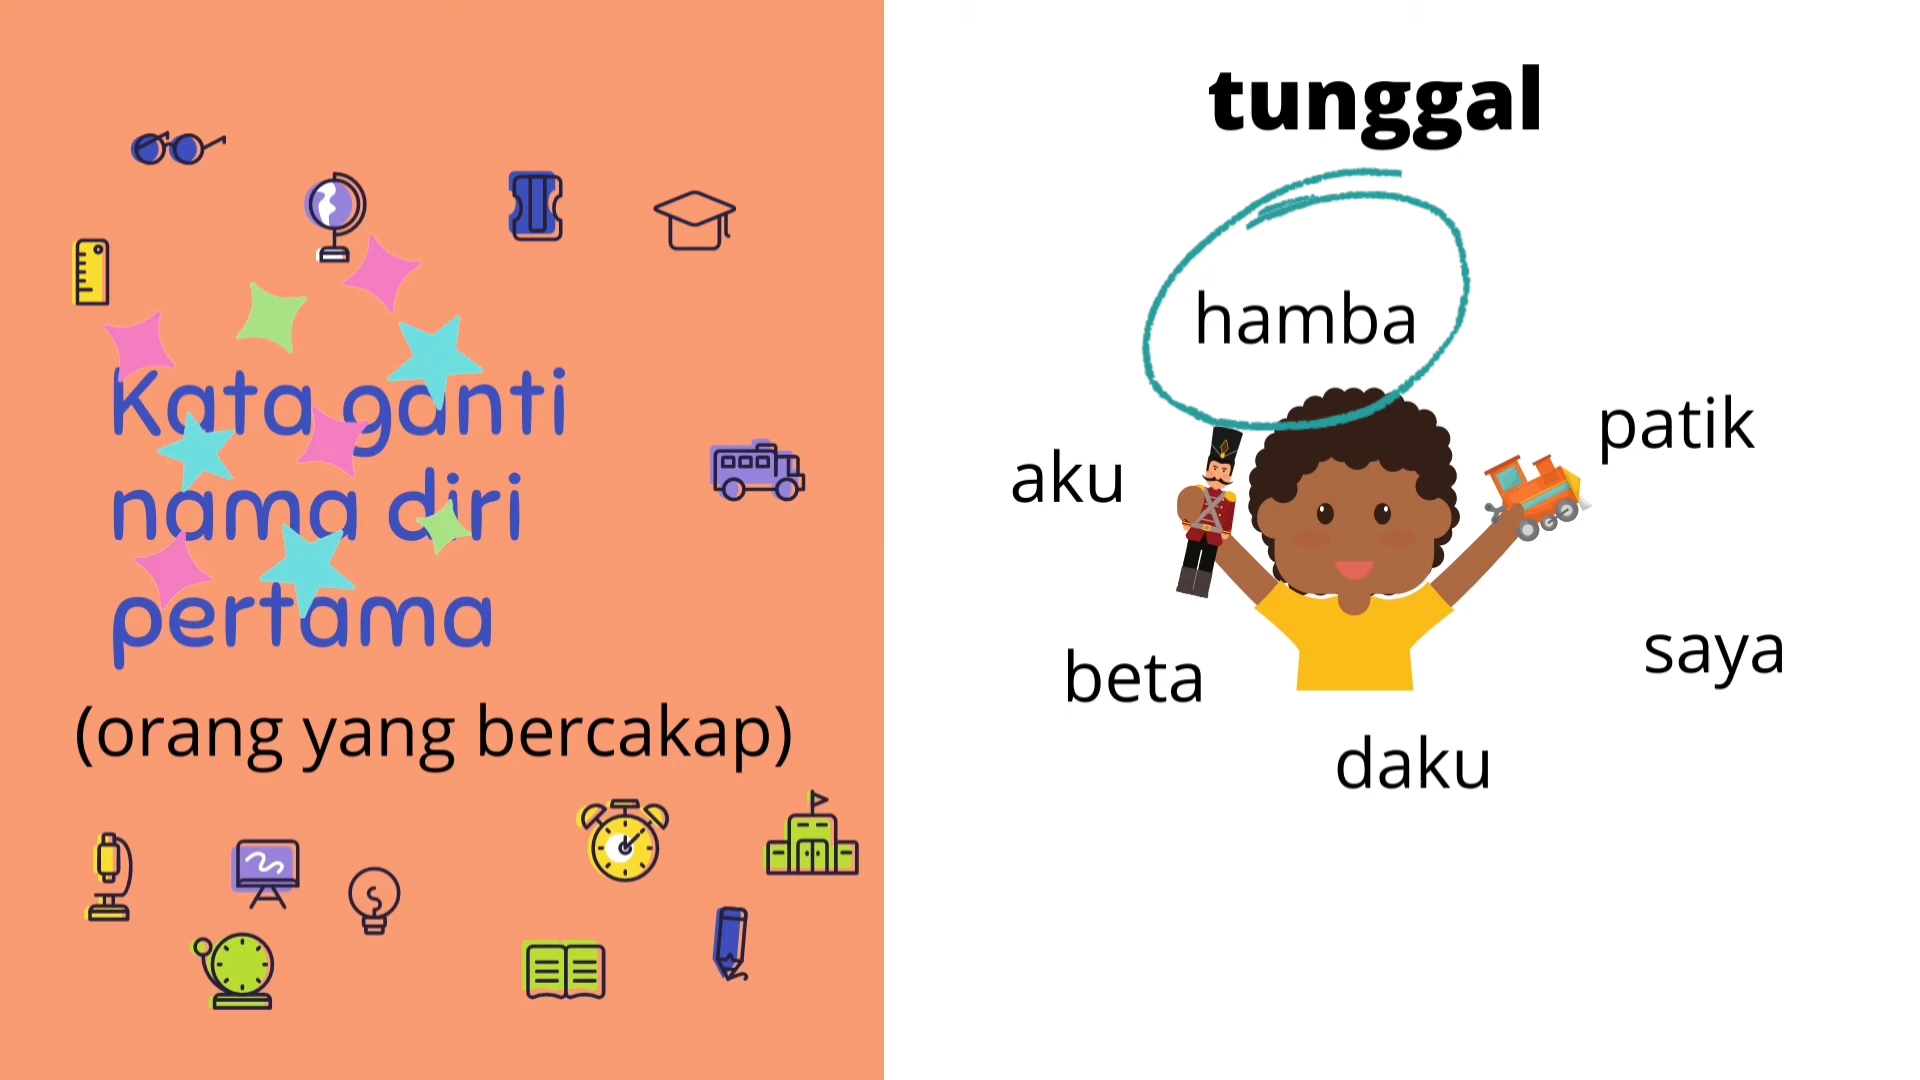 Kata ganti
nama diri
pertama
(orang yang bercakap)
tunggal
hamba
patik
aku
saya
beta
daku